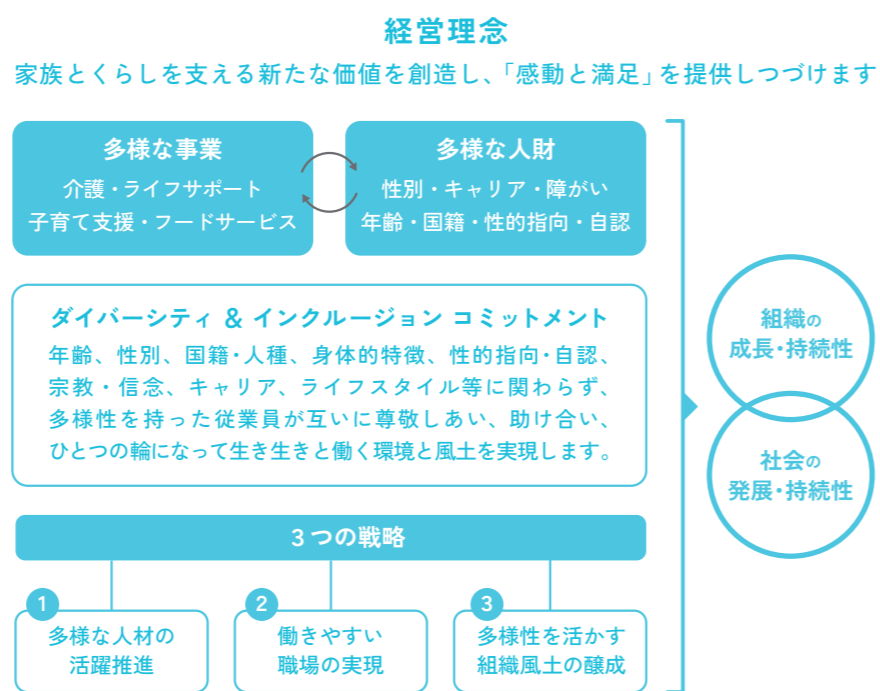 経営理念
家族とくらしを支える新たな価値を創造し、「感動と満足」を提供しつづけます
多様な事業
介護・ライフサポート
子育て支援・フードサービス
多様な人財
性別・キャリア・障がい
年齢・国籍・性的指向・自認
ダイバーシティ & インクルージョン コミットメント
年齢、性別、国籍・人種、身体的特徴、性的指向・自認、
宗教・信念、キャリア、ライフスタイル等に関わらず、
多様性を持った従業員が互いに尊敬しあい、助け合い、
ひとつの輪になって生き生きと働く環境と風土を実現します。
3つの戦略
1
多様な人材の
活躍推進
2
働きやすい
職場の実現
3
多様性を活かす
組織風土の醸成
組織の
成長・持続性
社会の
発展・持続性